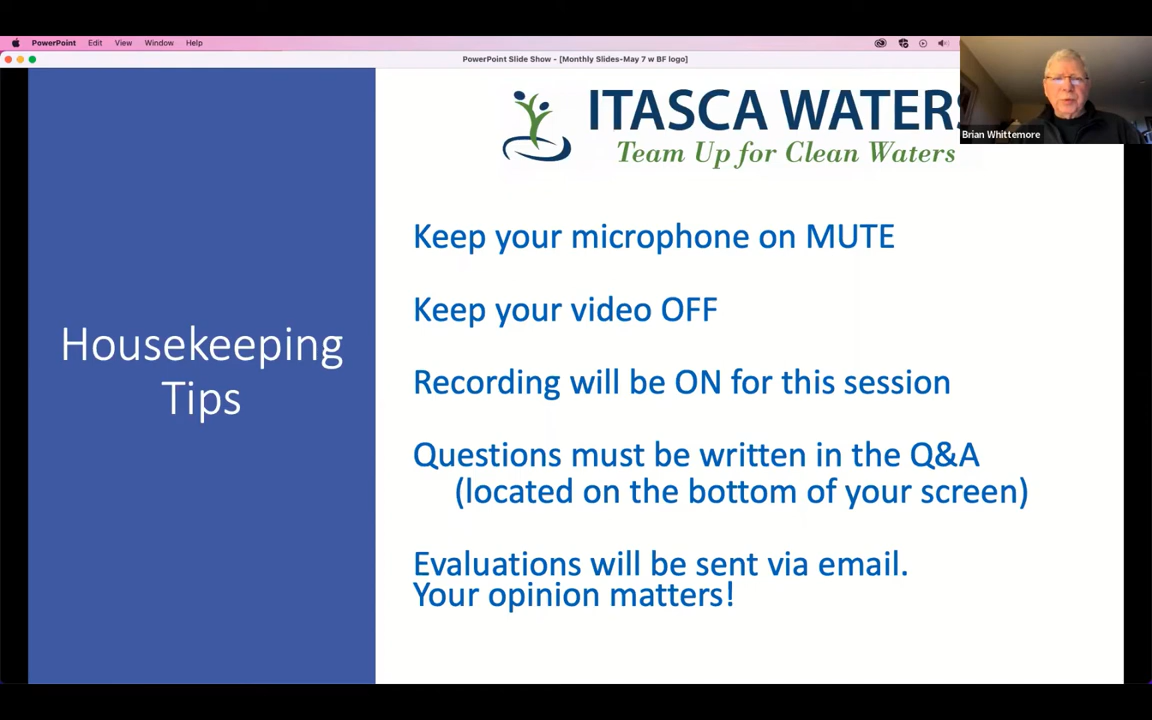 PowerPoint Edit View Window Help
PowerPoint Slide Show - [Monthly Slides-May 7 w BF logo]
Brian Whittemore
ITASCA WATERS
Team Up for Clean Waters
Housekeeping
Tips
Keep your microphone on MUTE
Keep your video OFF
Recording will be ON for this session
Questions must be written in the Q&A
(located on the bottom of your screen)
Evaluations will be sent via email.
Your opinion matters!